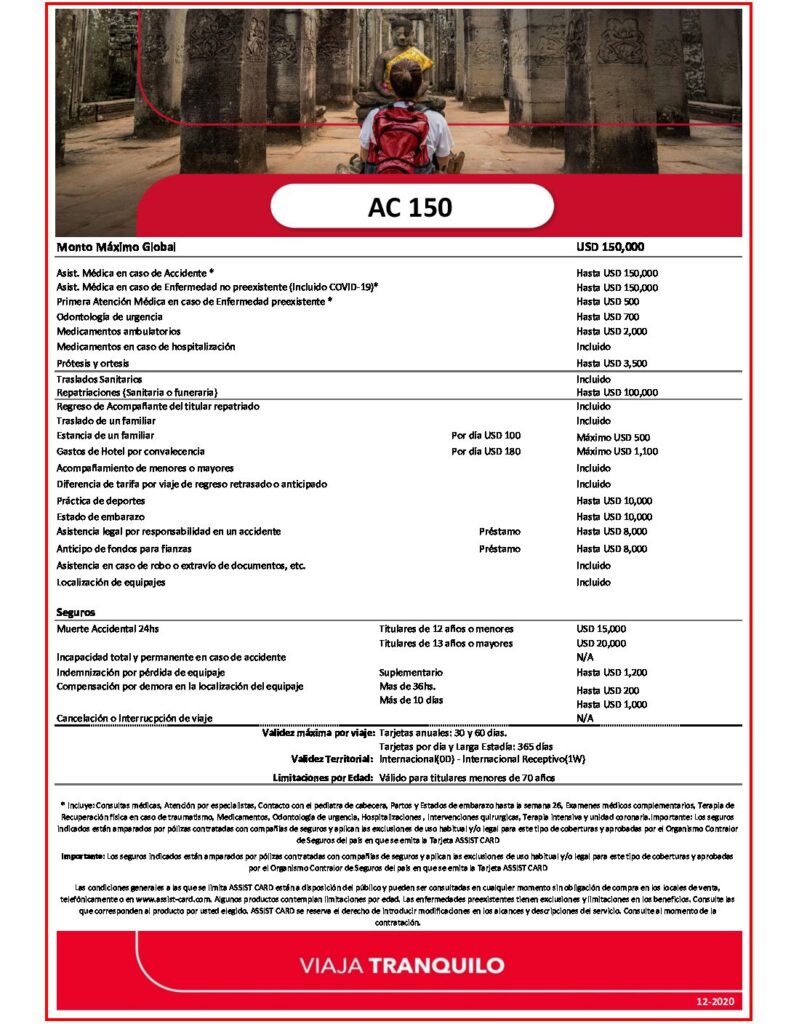 AC 150
Monto Máximo Global USD 150,000
Asist. Médica en caso de Accidente * Hasta USD 150,000
Asist. Médica en caso de Enfermedad no preexistente (Incluido COVID-19)* Hasta USD 150,000
Primera Atención Médica en caso de Enfermedad preexistente * Hasta USD 500
Odontología de urgencia Hasta USD 700
Medicamentos ambulatorios Hasta USD 2,000
Medicamentos en caso de hospitalización Incluido
Prótesis y ortesis Hasta USD 3,500
Traslados Sanitarios Incluido
Repatriaciones (Sanitaria o funeraria) Hasta USD 100,000
Regreso de Acompañante del titular repatriado Incluido
Traslado de un familiar Incluido
Estancia de un familiar Por día USD 100 Máximo USD 500
Gastos de Hotel por convalecencia Por día USD 180 Máximo USD 1,100
Acompañamiento de menores o mayores Incluido
Diferencia de tarifa por viaje de regreso retrasado o anticipado Incluido
Práctica de deportes Hasta USD 10,000
Estado de embarazo Hasta USD 10,000
Asistencia legal por responsabilidad en un accidente Préstamo Hasta USD 8,000
Anticipo de fondos para fianzas Préstamo Hasta USD 8,000
Asistencia en caso de robo o extravío de documentos, etc. Incluido
Localización de equipajes Incluido
Seguros
Muerte Accidental 24hs Titulares de 12 años o menores USD 15,000
Titulares de 13 años o mayores USD 20,000
Incapacidad total y permanente en caso de accidente N/A
Indemnización por pérdida de equipaje Suplementario Hasta USD 1,200
Compensación por demora en la localización del equipaje Mas de 36hs. Hasta USD 200
Más de 10 días Hasta USD 1,000
Cancelación o Interrucpción de viaje N/A
Validez máxima por viaje: Tarjetas anuales: 30 y 60 días.
Tarjetas por dia y Larga Estadía: 365 días
Validez Territorial: Internacional(0D) - Internacional Receptivo(1W)
Limitaciones por Edad: Válido para titulares menores de 70 años
* Incluye: Consultas médicas, Atención por especialistas, Contacto con el pediatra de cabecera, Partos y Estados de embarazo hasta la semana 26, Examenes médicos complementarios, Terapia de
Recuperación física en caso de traumatismo, Medicamentos, Odontología de urgencia, Hospitalizaciones , Intervenciones quirurgicas, Terapia intensiva y unidad coronaria.Importante: Los seguros
indicados están amparados por pólizas contratadas con compañías de seguros y aplican las exclusiones de uso habitual y/o legal para este tipo de coberturas y aprobadas por el Organismo Contralor
de Seguros del país en que se emita la Tarjeta ASSIST CARD
Importante: Los seguros indicados están amparados por pólizas contratadas con compañías de seguros y aplican las exclusiones de uso habitual y/o legal para este tipo de coberturas y aprobadas
por el Organismo Contralor de Seguros del país en que se emita la Tarjeta ASSIST CARD
Las condiciones generales a las que se limita ASSIST CARD están a disposición del público y pueden ser consultadas en cualquier momento sin obligación de compra en los locales de venta,
telefónicamente o en www.assist-card.com. Algunos productos contemplan limitaciones por edad. Las enfermedades preexistentes tienen exclusiones y limitaciones en los beneficios. Consulte las
que corresponden al producto por usted elegido. ASSIST CARD se reserva el derecho de introducir modificaciones en los alcances y descripciones del servicio. Consulte al momento de la
contratación.
VIAJA TRANQUILO
12-2020